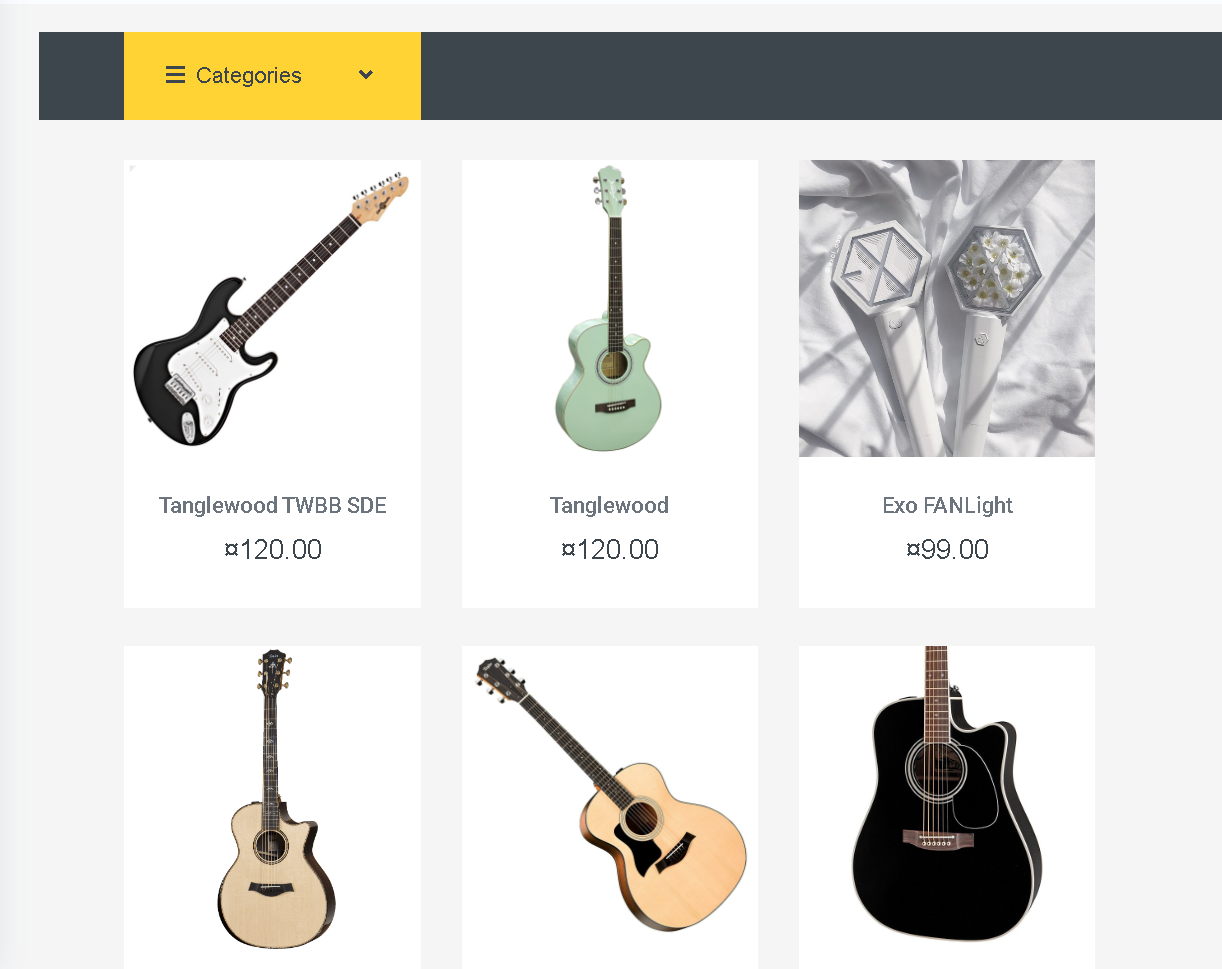 Categories
Tanglewood TWBB SDE
¤120.00
Tanglewood
¤120.00
Exo FANLight
¤99.00